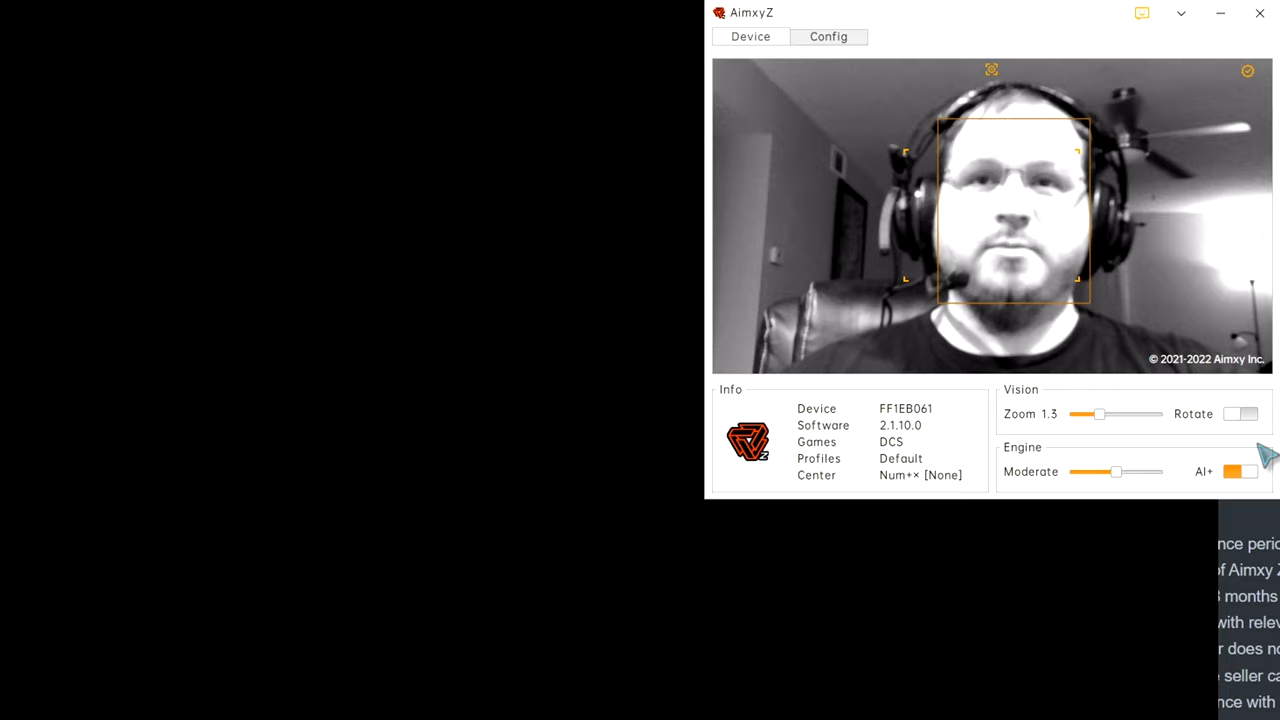 AimxyZ
Device Config
© 2021-2022 Aimxy Inc.
Info
Device FF1EB061
Software 2.1.10.0
Games DCS
Profiles Default
Center Num+× [None]
Vision
Zoom 1.3 Rotate
Engine
Moderate AI+
nce perio
of Aimxy Z
3 months
with relev
r does no
seller ca
nce with